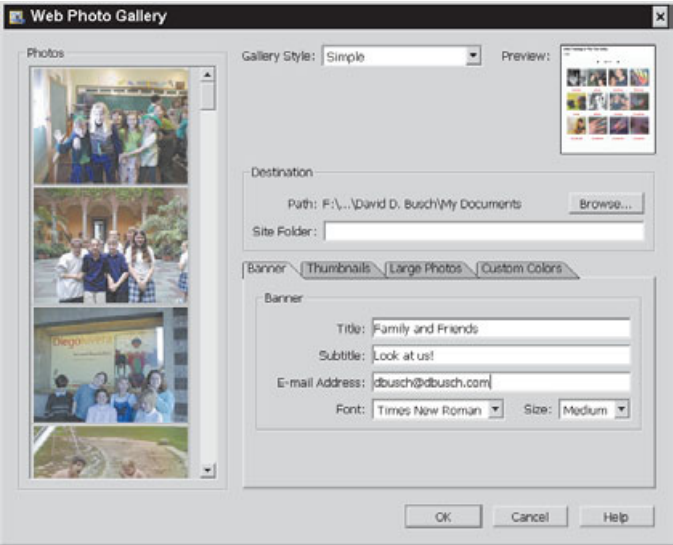 Web Photo Gallery
Photos
Gallery Style: Simple
Preview:
Destination
Path: F:\...\David D. Busch\My Documents
Browse...
Site Folder:
Banner Thumbnails Large Photos Custom Colors
Banner
Title: Family and Friends
Subtitle: Look at us!
E-mail Address: dbusch@dbusch.com
Font: Times New Roman Size: Medium
DiegoRivera
OK Cancel Help